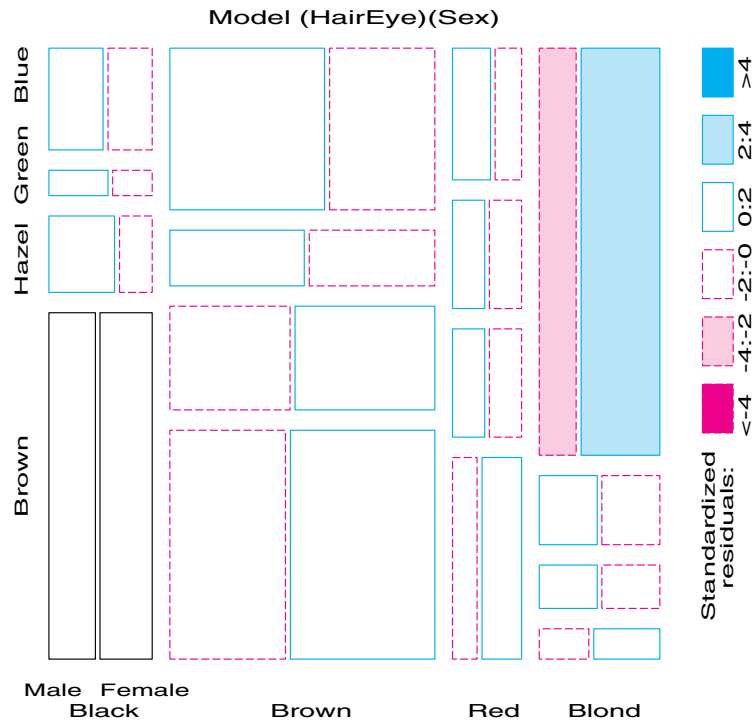 Model (HairEye)(Sex)
Blue
Green
Hazel
Brown
Male Female
Black
Brown
Red
Blond
Standardized
residuals:
<-4
-4:-2
-2:-0
0:2
2:4
>4